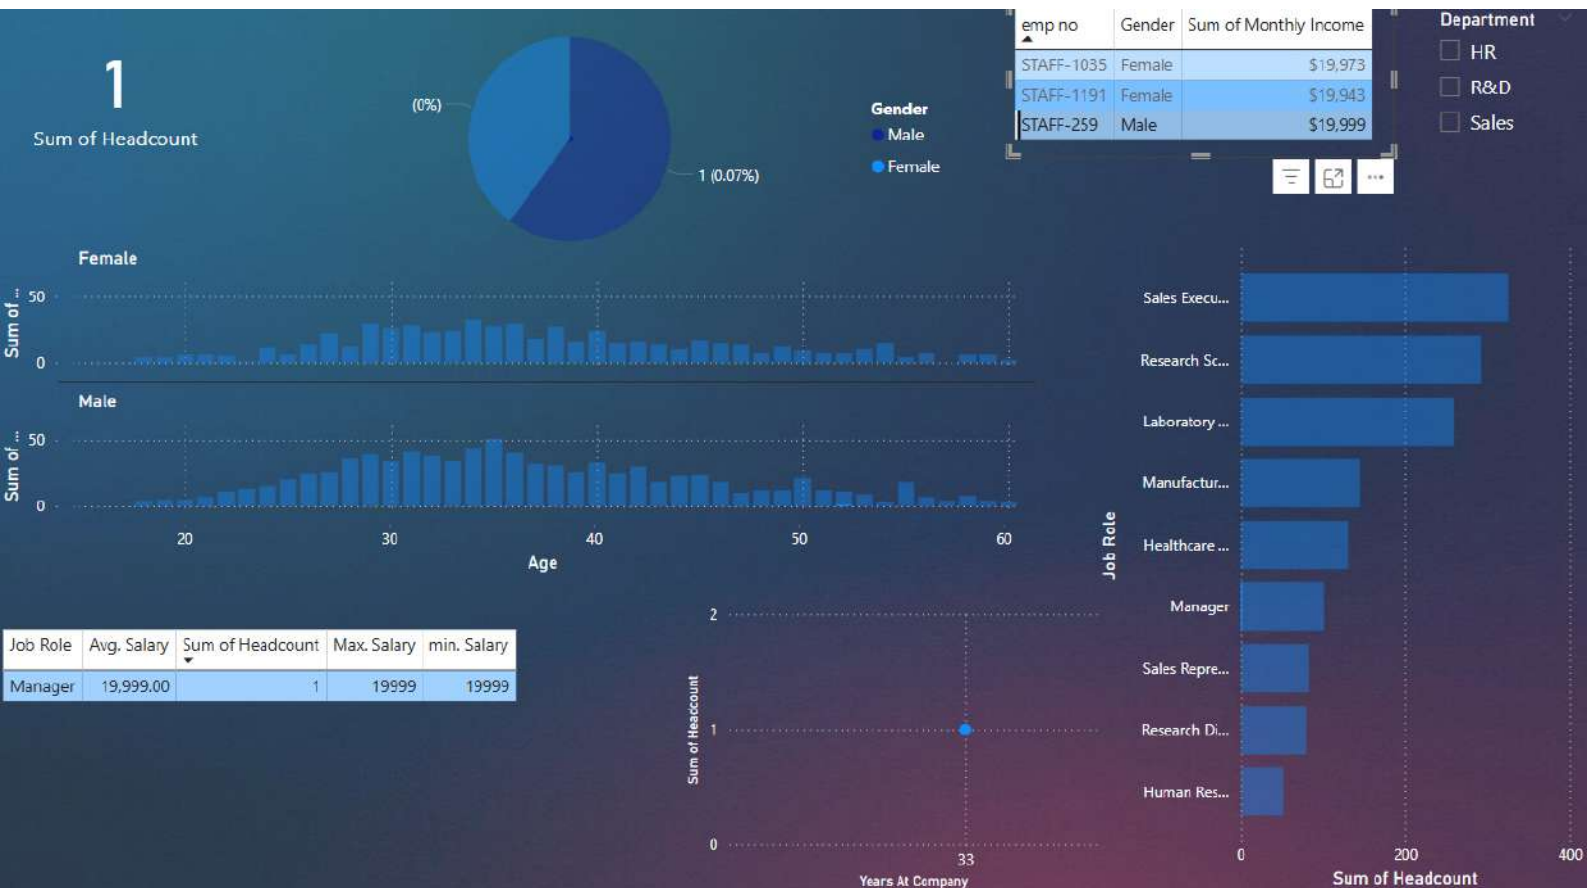 1
Sum of Headcount
(0%)
1 (0.07%)
Gender
Male
Female
emp no Gender Sum of Monthly Income
STAFF-1035 Female $19,973
STAFF-1191 Female $19,943
STAFF-259 Male $19,999
Department
HR
R&D
Sales
Female
Sum of ...
50
0
Male
Sum of ...
50
0
20 30 40 50 60
Age
Job Role Avg. Salary Sum of Headcount Max. Salary min. Salary
Manager 19,999.00 1 19999 19999
Sum of Headcount
2
1
0
33
Years At Company
Job Role
Sales Execu...
Research Sc...
Laboratory ...
Manufactur...
Healthcare ...
Manager
Sales Repre...
Research Di...
Human Res...
0 200 400
Sum of Headcount